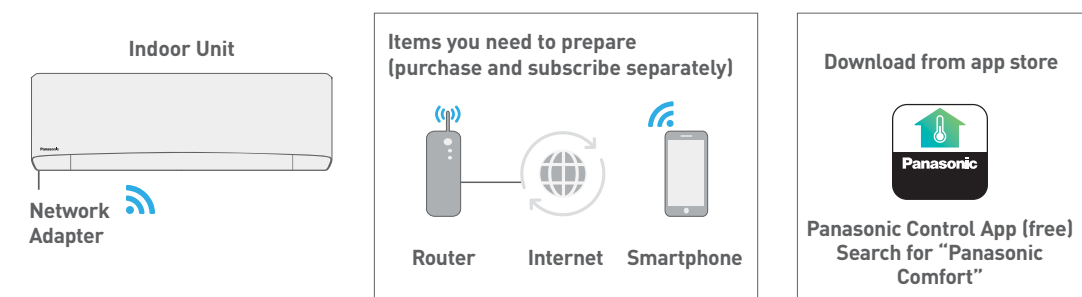 Indoor Unit
Panasonic
Network
Adapter
Items you need to prepare
(purchase and subscribe separately)
Router
Internet
Smartphone
Download from app store
Panasonic
Panasonic Control App (free)
Search for “Panasonic
Comfort”